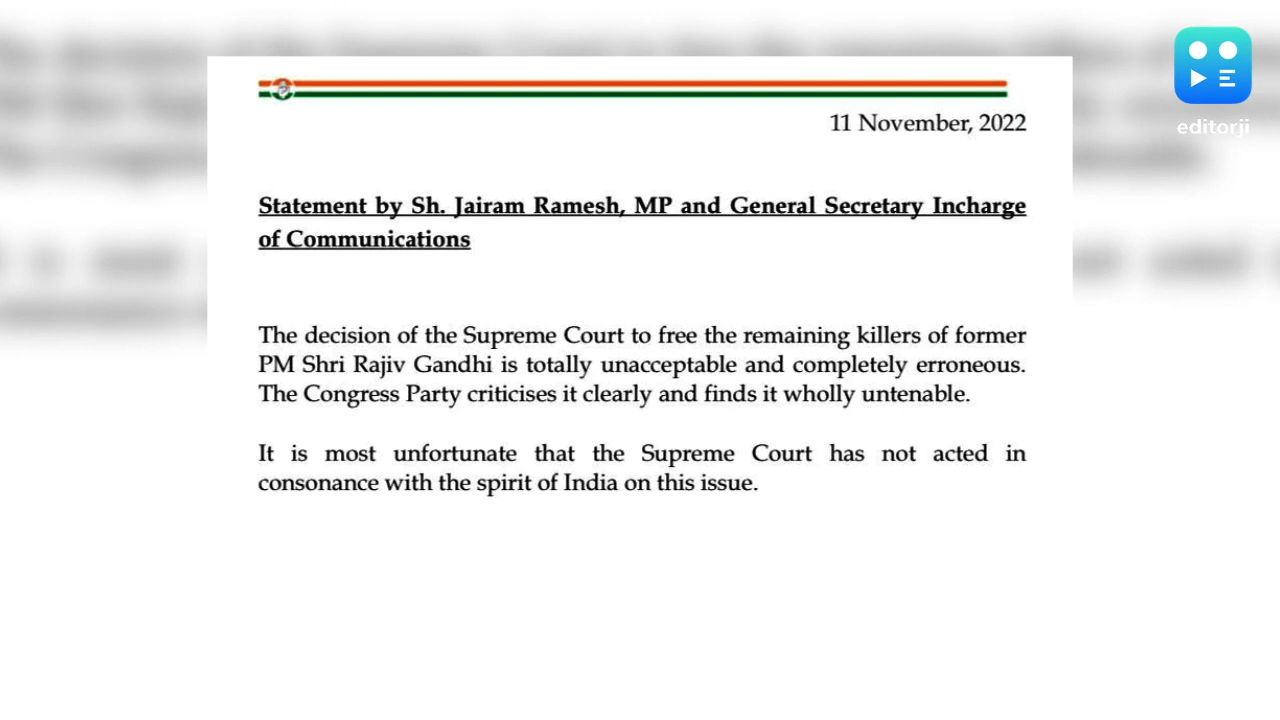 editorji
11 November, 2022
Statement by Sh. Jairam Ramesh, MP and General Secretary Incharge
of Communications
The decision of the Supreme Court to free the remaining killers of former
PM Shri Rajiv Gandhi is totally unacceptable and completely erroneous.
The Congress Party criticises it clearly and finds it wholly untenable.
It is most unfortunate that the Supreme Court has not acted in
consonance with the spirit of India on this issue.